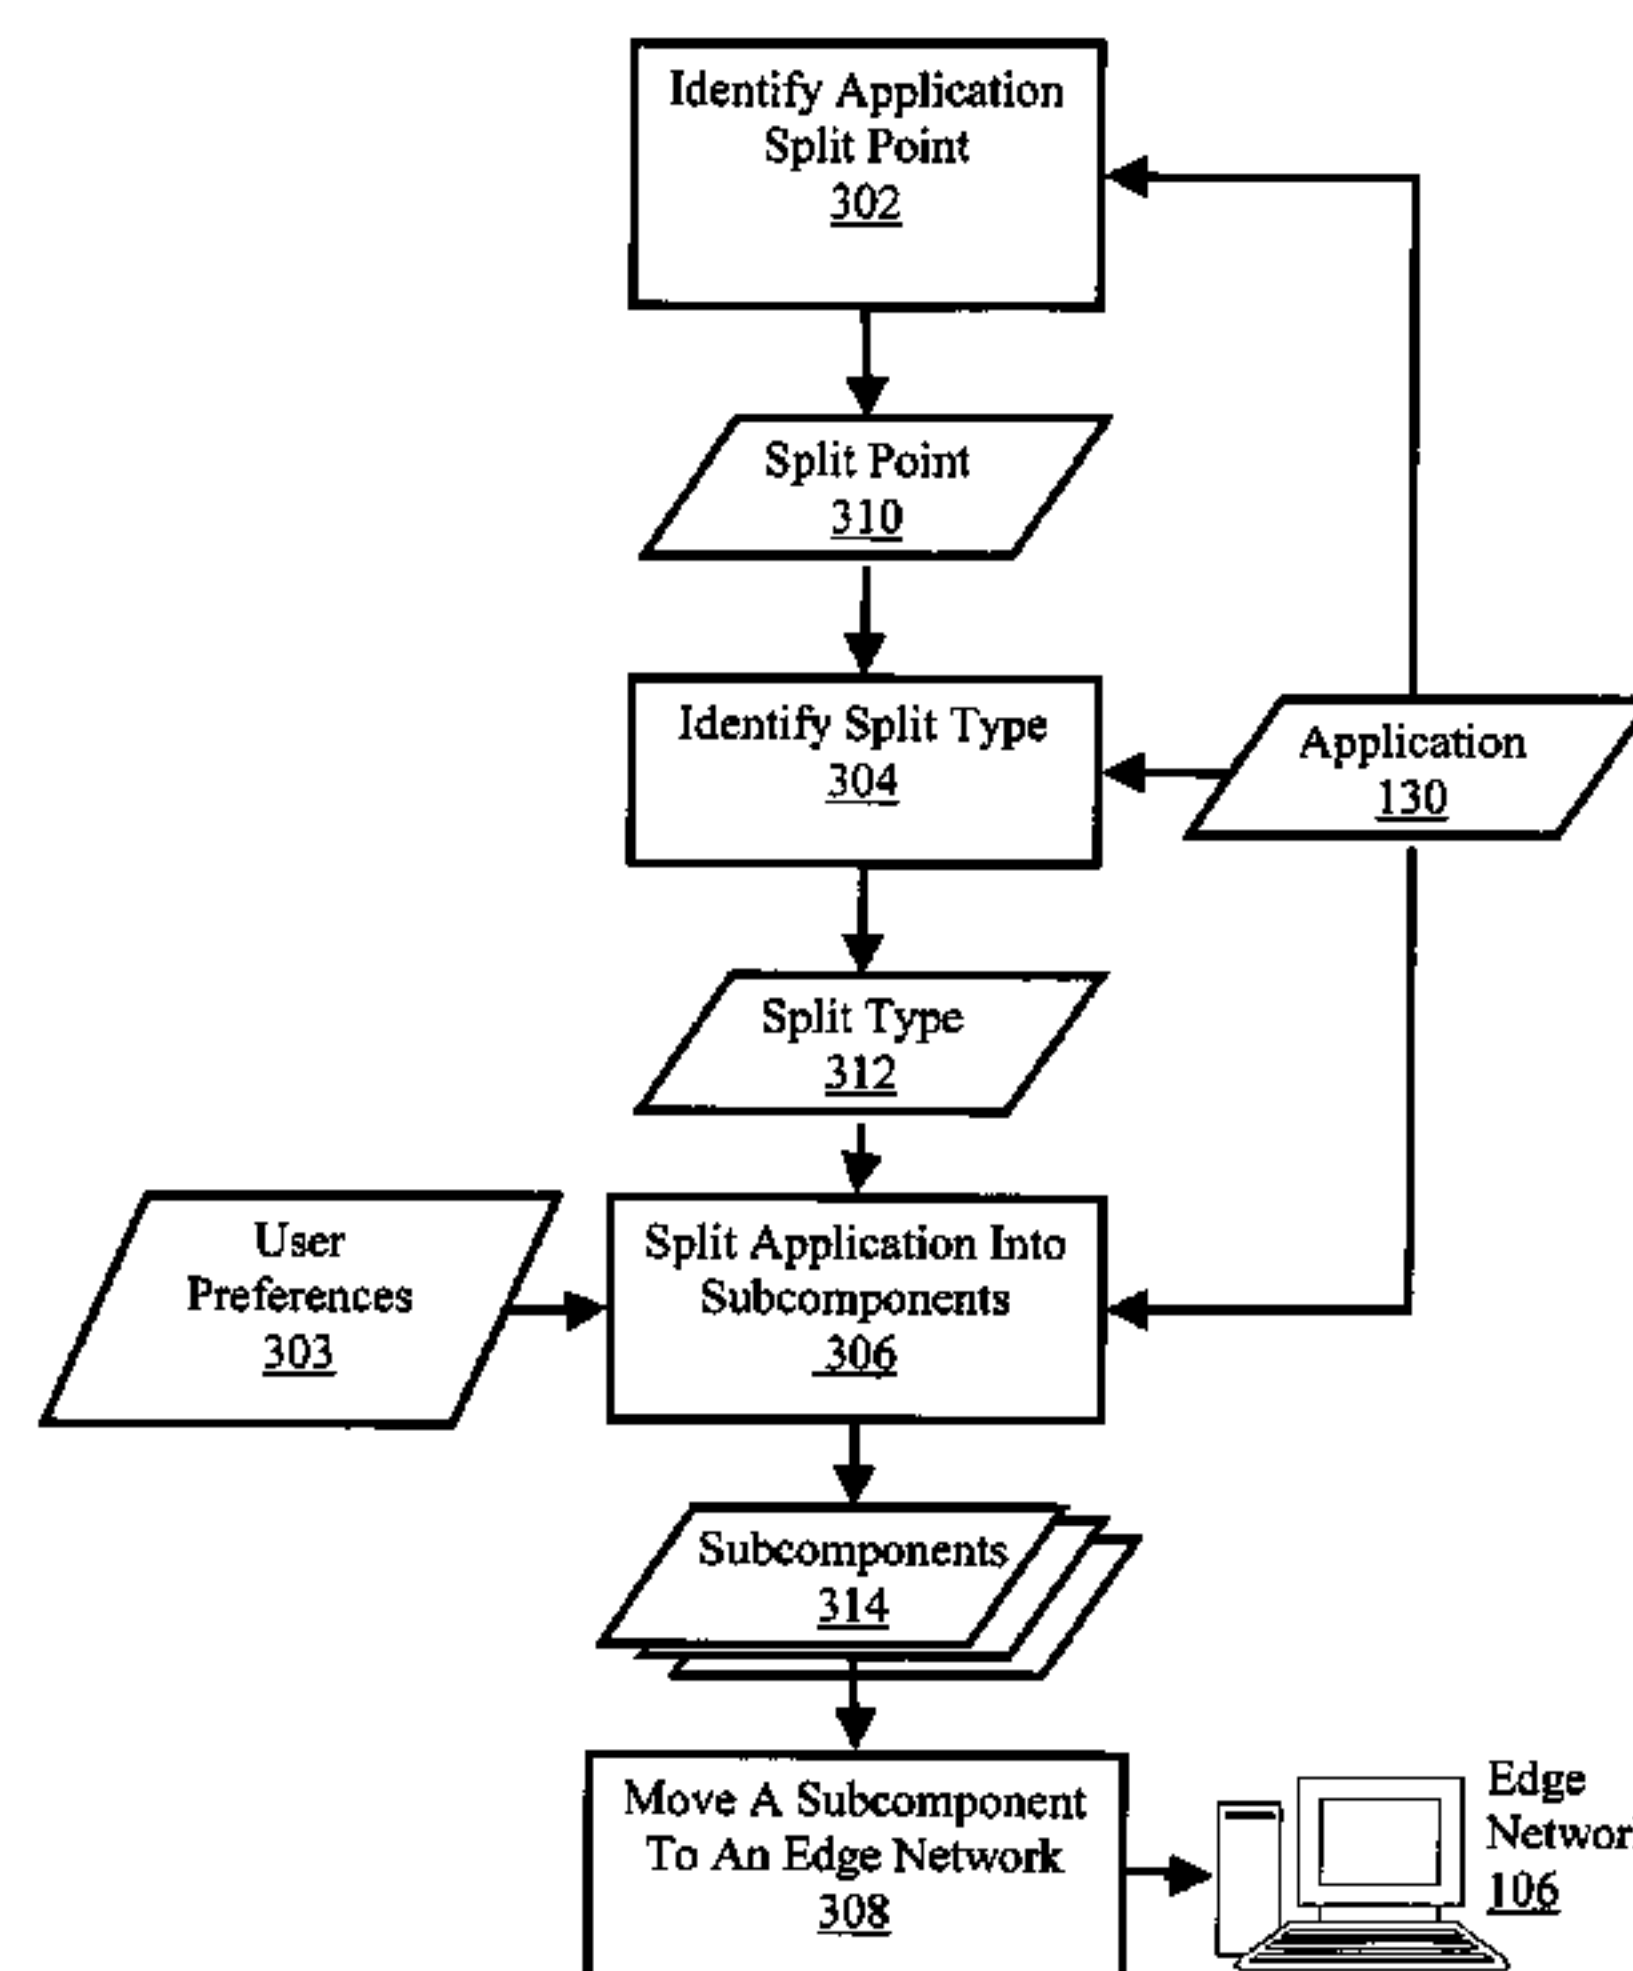 Identify Application
Split Point
302
Split Point
310
Identify Split Type
304
Application
130
Split Type
312
User
Preferences
303
Split Application Into
Subcomponents
306
Subcomponents
314
Move A Subcomponent
To An Edge Network
308
Edge
Networ
106